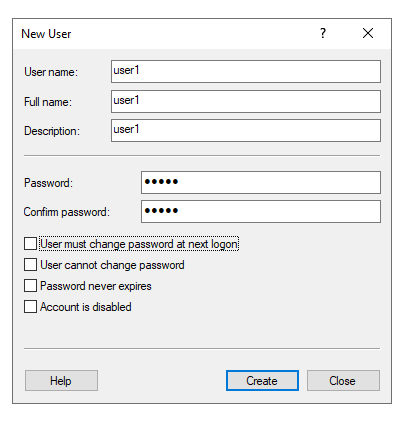 New User ?
User name: user1
Full name: user1
Description: user1
Password: •••••
Confirm password: •••••
User must change password at next logon
User cannot change password
Password never expires
Account is disabled
Help Create Close